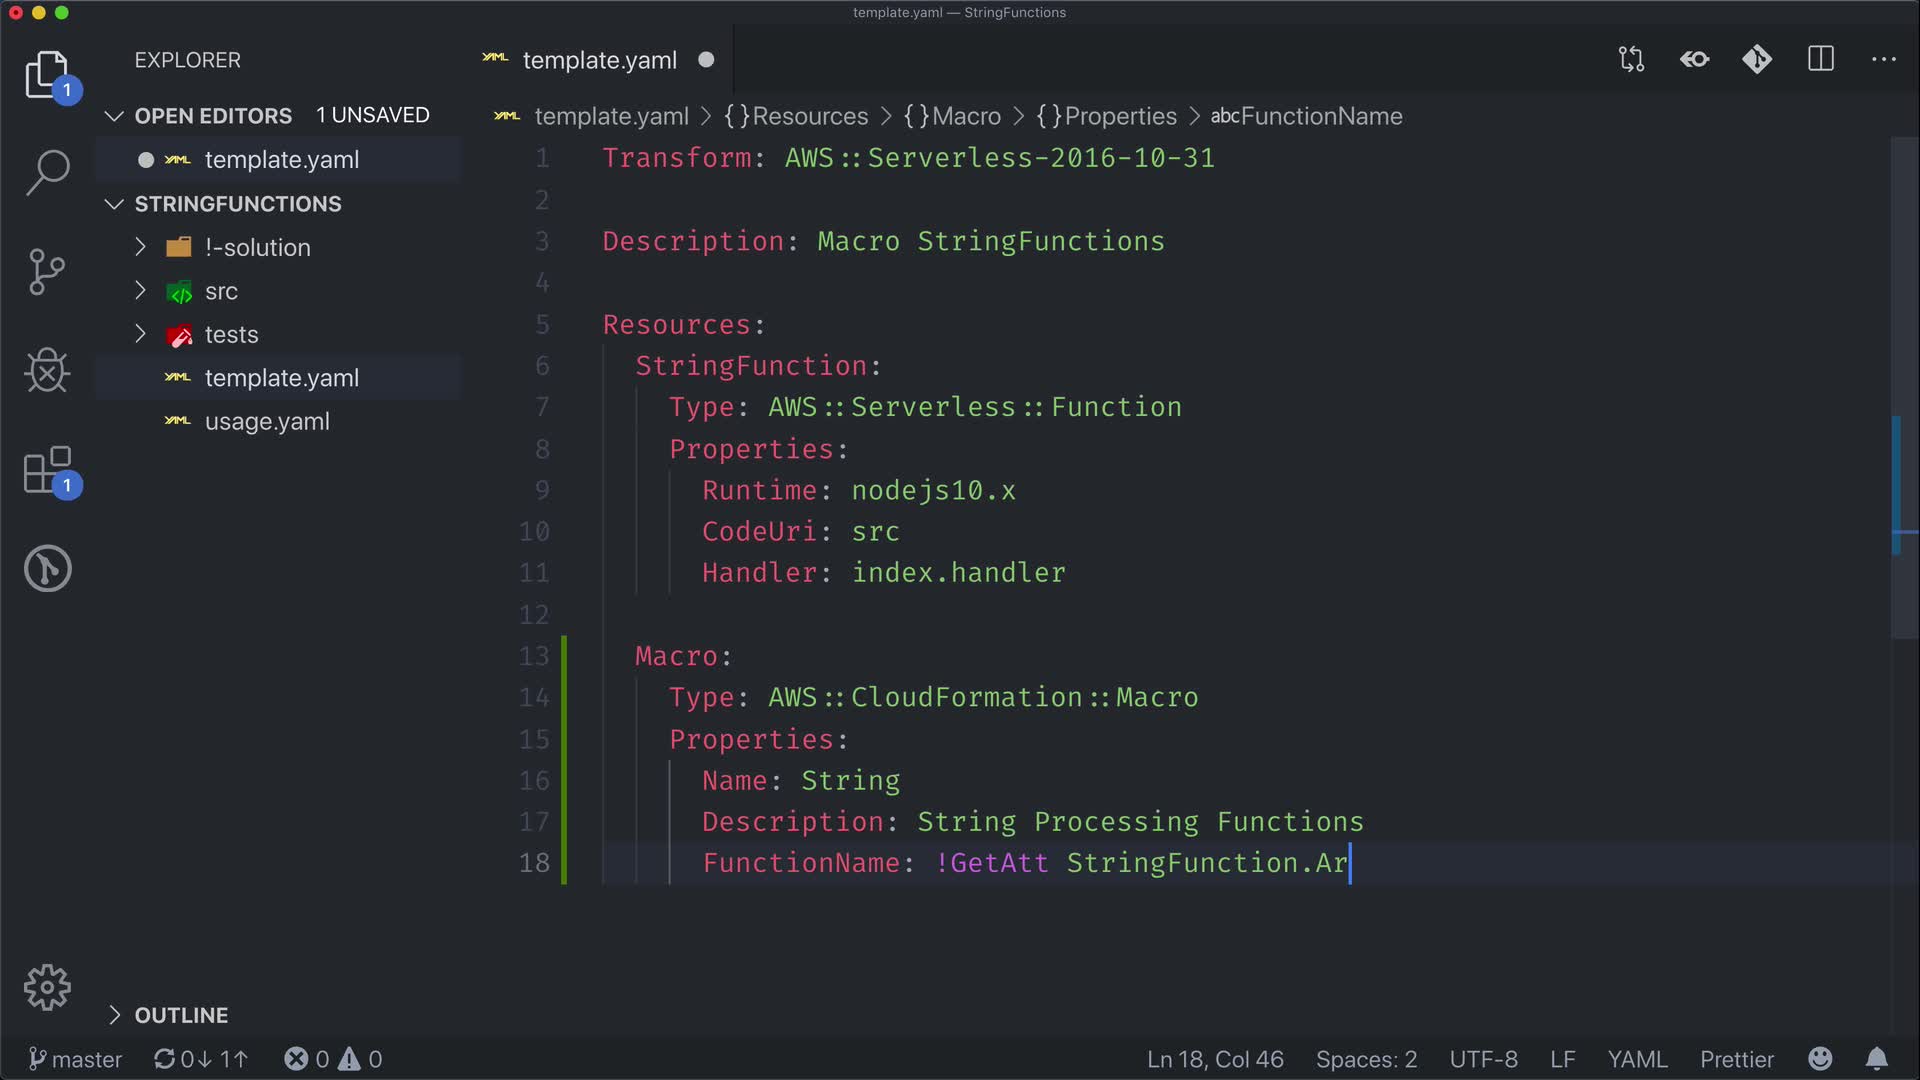 template.yaml — StringFunctions
EXPLORER
1
OPEN EDITORS 1 UNSAVED
YAML template.yaml
STRINGFUNCTIONS
!-solution
src
tests
YAML template.yaml
YAML usage.yaml
1
OUTLINE
YAML template.yaml
YAML template.yaml > {}Resources > {}Macro > {}Properties > abcFunctionName
1 Transform: AWS::Serverless-2016-10-31
2
3 Description: Macro StringFunctions
4
5 Resources:
6 StringFunction:
7 Type: AWS::Serverless::Function
8 Properties:
9 Runtime: nodejs10.x
10 CodeUri: src
11 Handler: index.handler
12
13 Macro:
14 Type: AWS::CloudFormation::Macro
15 Properties:
16 Name: String
17 Description: String Processing Functions
18 FunctionName: !GetAtt StringFunction.Ar
master 0↓ 1↑ 0 0 Ln 18, Col 46 Spaces: 2 UTF-8 LF YAML Prettier